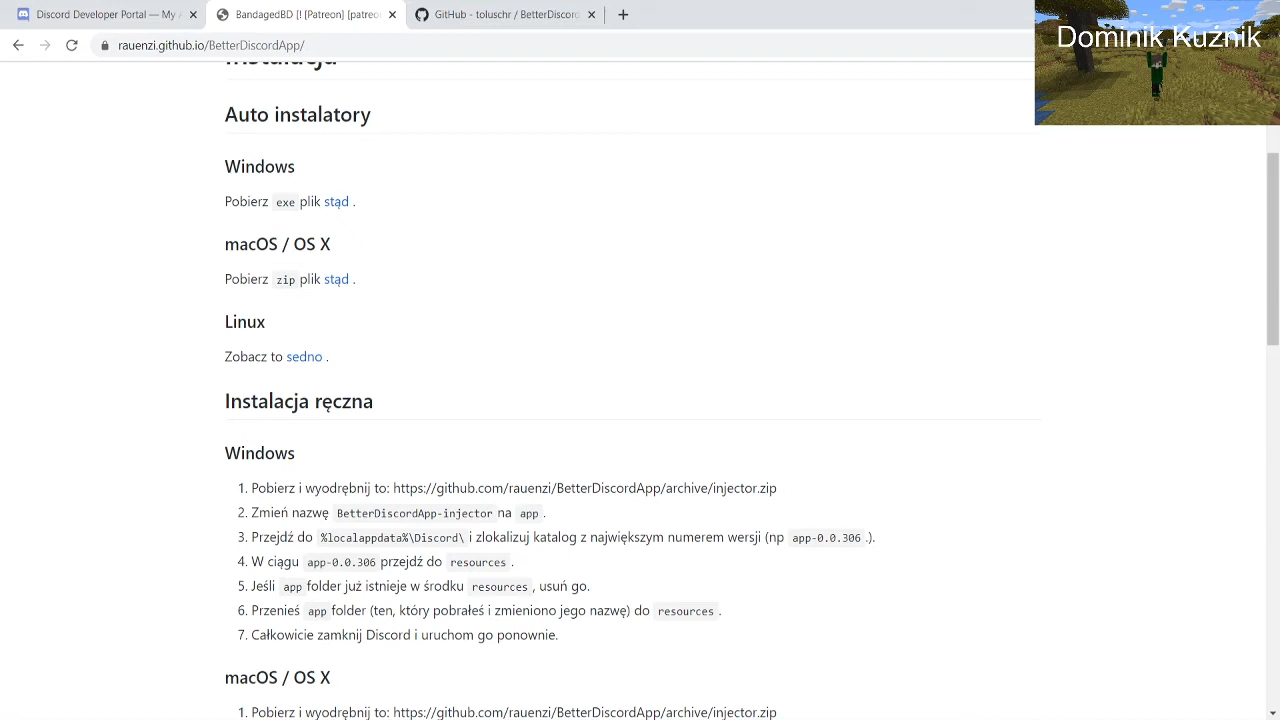 Discord Developer Portal — My A
BandagedBD [! [Patreon] [patreo
GitHub - toluschr / BetterDiscord
rauenzi.github.io/BetterDiscordApp/
Dominik Kuźnik
Instalacja
Auto instalatory
Windows
Pobierz exe plik stąd .
macOS / OS X
Pobierz zip plik stąd .
Linux
Zobacz to sedno .
Instalacja ręczna
Windows
1. Pobierz i wyodrębnij to: https://github.com/rauenzi/BetterDiscordApp/archive/injector.zip
2. Zmień nazwę BetterDiscordApp-injector na app .
3. Przejdź do %localappdata%\Discord\ i zlokalizuj katalog z największym numerem wersji (np app-0.0.306 .).
4. W ciągu app-0.0.306 przejdź do resources .
5. Jeśli app folder już istnieje w środku resources , usuń go.
6. Przenieś app folder (ten, który pobrałeś i zmieniono jego nazwę) do resources .
7. Całkowicie zamknij Discord i uruchom go ponownie.
macOS / OS X
1. Pobierz i wyodrębnij to: https://github.com/rauenzi/BetterDiscordApp/archive/injector.zip